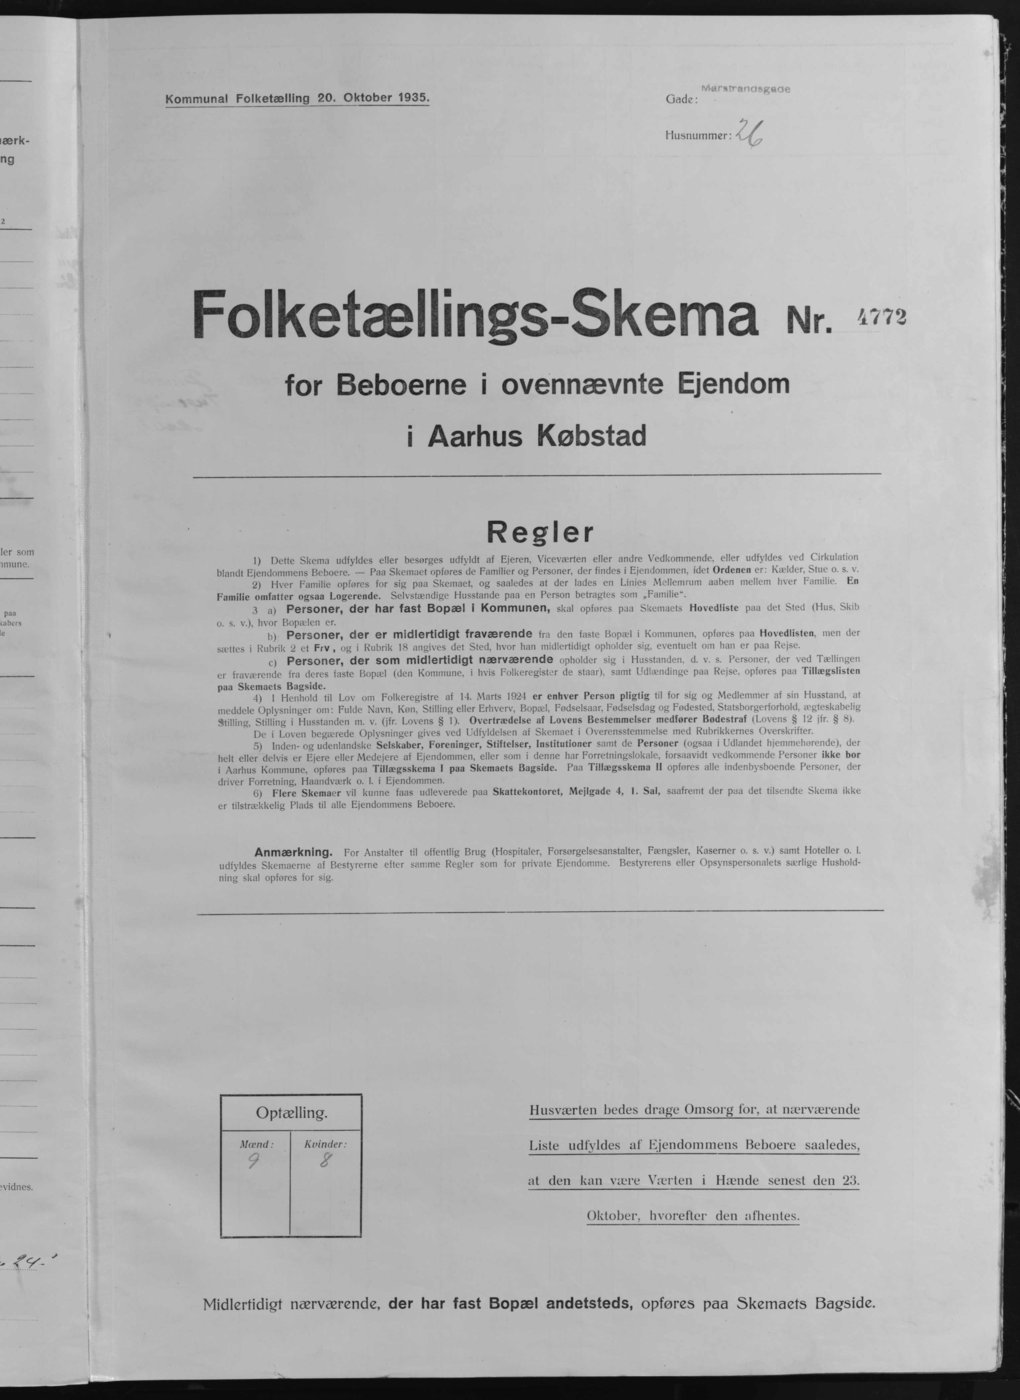 Kommunal Folketælling 20. Oktober 1935.
Gade: Marstrandsgade
Husnummer: 26
Folketællings-Skema Nr. 4772
for Beboerne i ovennævnte Ejendom
i Aarhus Købstad
Regler
1) Dette Skema udfyldes eller besørges udfyldt af Ejeren, Viceværten eller andre Vedkommende, eller udfyldes ved Cirkulation
blandt Ejendommens Beboere. — Paa Skemaet opføres de Familier og Personer, der findes i Ejendommen, idet Ordenen er: Kælder, Stue o. s. v.
2) Hver Familie opføres for sig paa Skemaet, og saaledes at der lades en Linies Mellemrum aaben mellem hver Familie. En
Familie omfatter ogsaa Logerende. Selvstændige Husstande paa en Person betragtes som „Familie“.
3 a) Personer, der har fast Bopæl i Kommunen, skal opføres paa Skemaets Hovedliste paa det Sted (Hus, Skib
o. s. v.), hvor Bopælen er.
b) Personer, der er midlertidigt fraværende fra den faste Bopæl i Kommunen, opføres paa Hovedlisten, men der
sættes i Rubrik 2 et Frv, og i Rubrik 18 angives det Sted, hvor han midlertidigt opholder sig, eventuelt om han er paa Rejse.
c) Personer, der som midlertidigt nærværende opholder sig i Husstanden, d. v. s. Personer, der ved Tællingen
er fraværende fra deres faste Bopæl (den Kommune, i hvis Folkeregister de staar), samt Udlændinge paa Rejse, opføres paa Tillægslisten
paa Skemaets Bagside.
4) I Henhold til Lov om Folkeregistre af 14. Marts 1924 er enhver Person pligtig til for sig og Medlemmer af sin Husstand, at
meddele Oplysninger om: Fulde Navn, Køn, Stilling eller Erhverv, Bopæl, Fødselsaar, Fødselsdag og Fødested, Statsborgerforhold, ægteskabelig
Stilling, Stilling i Husstanden m. v. (jfr. Lovens § 1). Overtrædelse af Lovens Bestemmelser medfører Bødestraf (Lovens § 12 jfr. § 8).
De i Loven begærede Oplysninger gives ved Udfyldelsen af Skemaet i Overensstemmelse med Rubrikkernes Overskrifter.
5) Inden- og udenlandske Selskaber, Foreninger, Stiftelser, Institutioner samt de Personer (ogsaa i Udlandet hjemmehørende), der
helt eller delvis er Ejere eller Medejere af Ejendommen, eller som i denne har Forretningslokale, forsaavidt vedkommende Personer ikke bor
i Aarhus Kommune, opføres paa Tillægsskema I paa Skemaets Bagside. Paa Tillægsskema II opføres alle indenbysboende Personer, der
driver Forretning, Haandværk o. l. i Ejendommen.
6) Flere Skemaer vil kunne faas udleverede paa Skattekontoret, Mejlgade 4, 1. Sal, saafremt der paa det tilsendte Skema ikke
er tilstrækkelig Plads til alle Ejendommens Beboere.
Anmærkning. For Anstalter til offentlig Brug (Hospitaler, Forsørgelsesanstalter, Fængsler, Kaserner o. s. v.) samt Hoteller o. l.
udfyldes Skemaerne af Bestyrerne efter samme Regler som for private Ejendomme. Bestyrerens eller Opsynspersonalets særlige Hushold-
ning skal opføres for sig.
Optælling.
Mænd: Kvinder:
9 8
Husværten bedes drage Omsorg for, at nærværende
Liste udfyldes af Ejendommens Beboere saaledes,
at den kan være Værten i Hænde senest den 23.
Oktober, hvorefter den afhentes.
Midlertidigt nærværende, der har fast Bopæl andetsteds, opføres paa Skemaets Bagside.